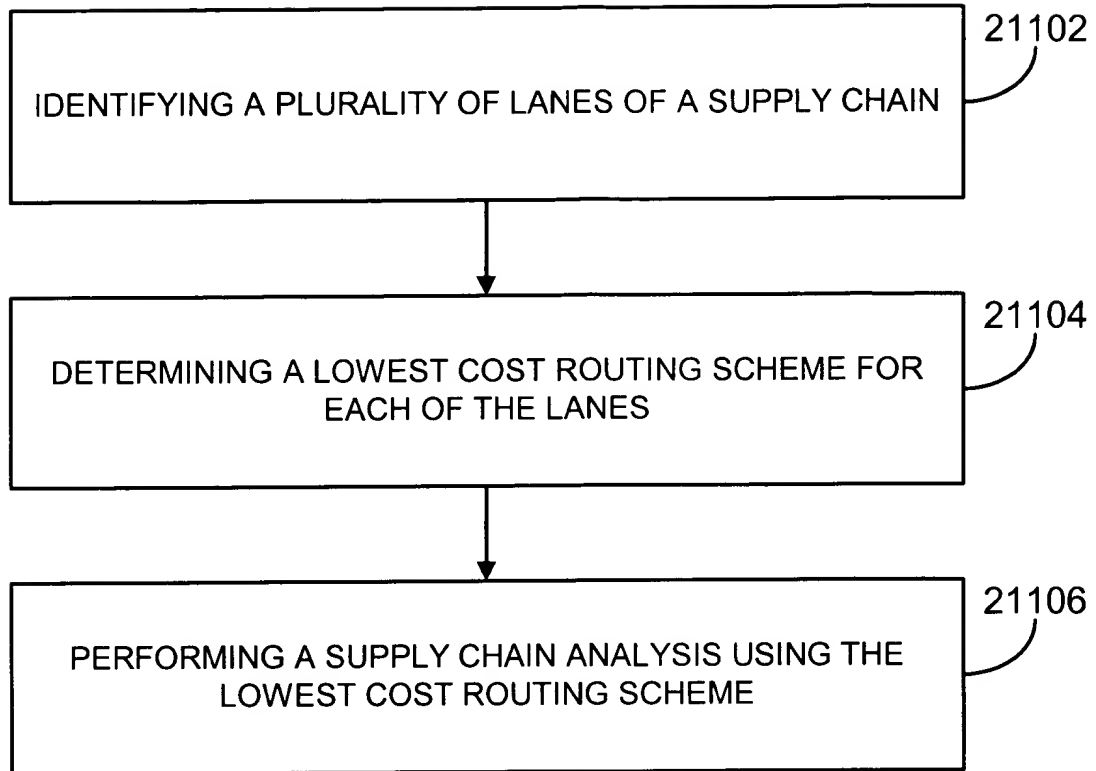 21102
IDENTIFYING A PLURALITY OF LANES OF A SUPPLY CHAIN
21104
DETERMINING A LOWEST COST ROUTING SCHEME FOR
EACH OF THE LANES
21106
PERFORMING A SUPPLY CHAIN ANALYSIS USING THE
LOWEST COST ROUTING SCHEME